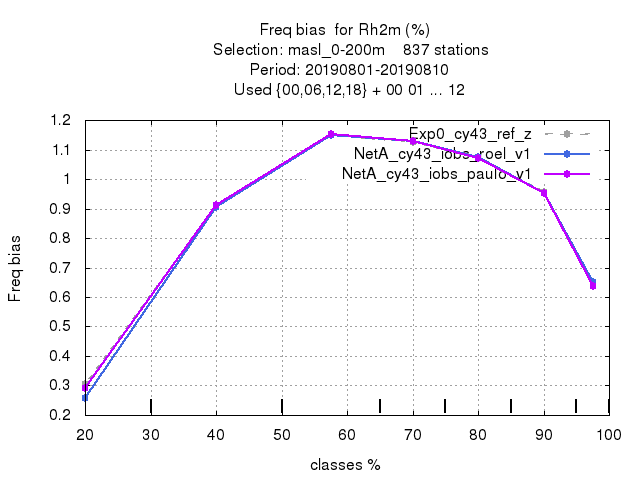 Freq bias  for Rh2m (%)
Selection: masl_0-200m    837 stations
Period: 20190801-20190810
Used {00,06,12,18} + 00 01 ... 12
Exp0_cy43_ref_z
NetA_cy43_iobs_roel_v1
NetA_cy43_iobs_paulo_v1
1.2
1.1
1
0.9
0.8
0.7
0.6
0.5
0.4
0.3
0.2
Freq bias
20 30 40 50 60 70 80 90 100
classes %